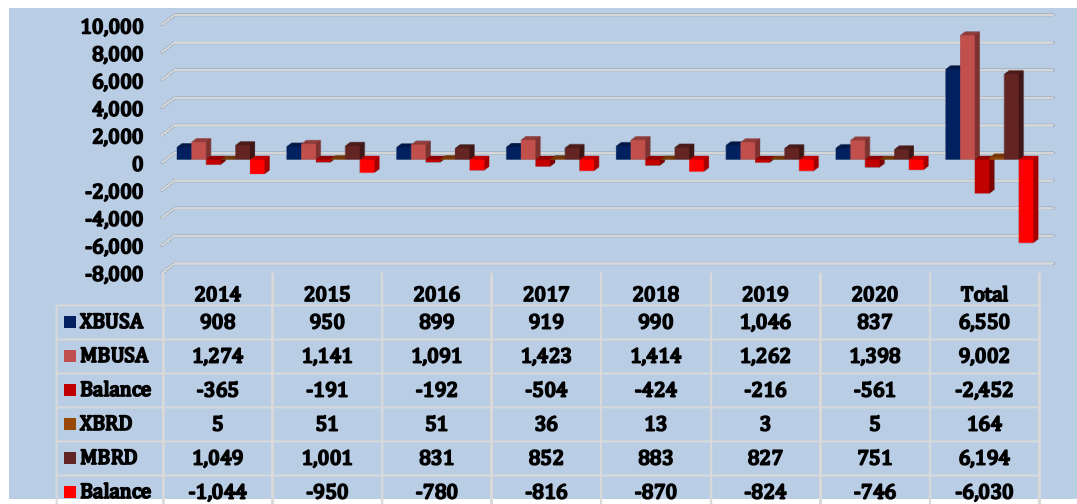 10,000
8,000
6,000
4,000
2,000
0
-2,000
-4,000
-6,000
-8,000
2014 2015 2016 2017 2018 2019 2020 Total
XBUSA 908 950 899 919 990 1,046 837 6,550
MBUSA 1,274 1,141 1,091 1,423 1,414 1,262 1,398 9,002
Balance -365 -191 -192 -504 -424 -216 -561 -2,452
XBRD 5 51 51 36 13 3 5 164
MBRD 1,049 1,001 831 852 883 827 751 6,194
Balance -1,044 -950 -780 -816 -870 -824 -746 -6,030